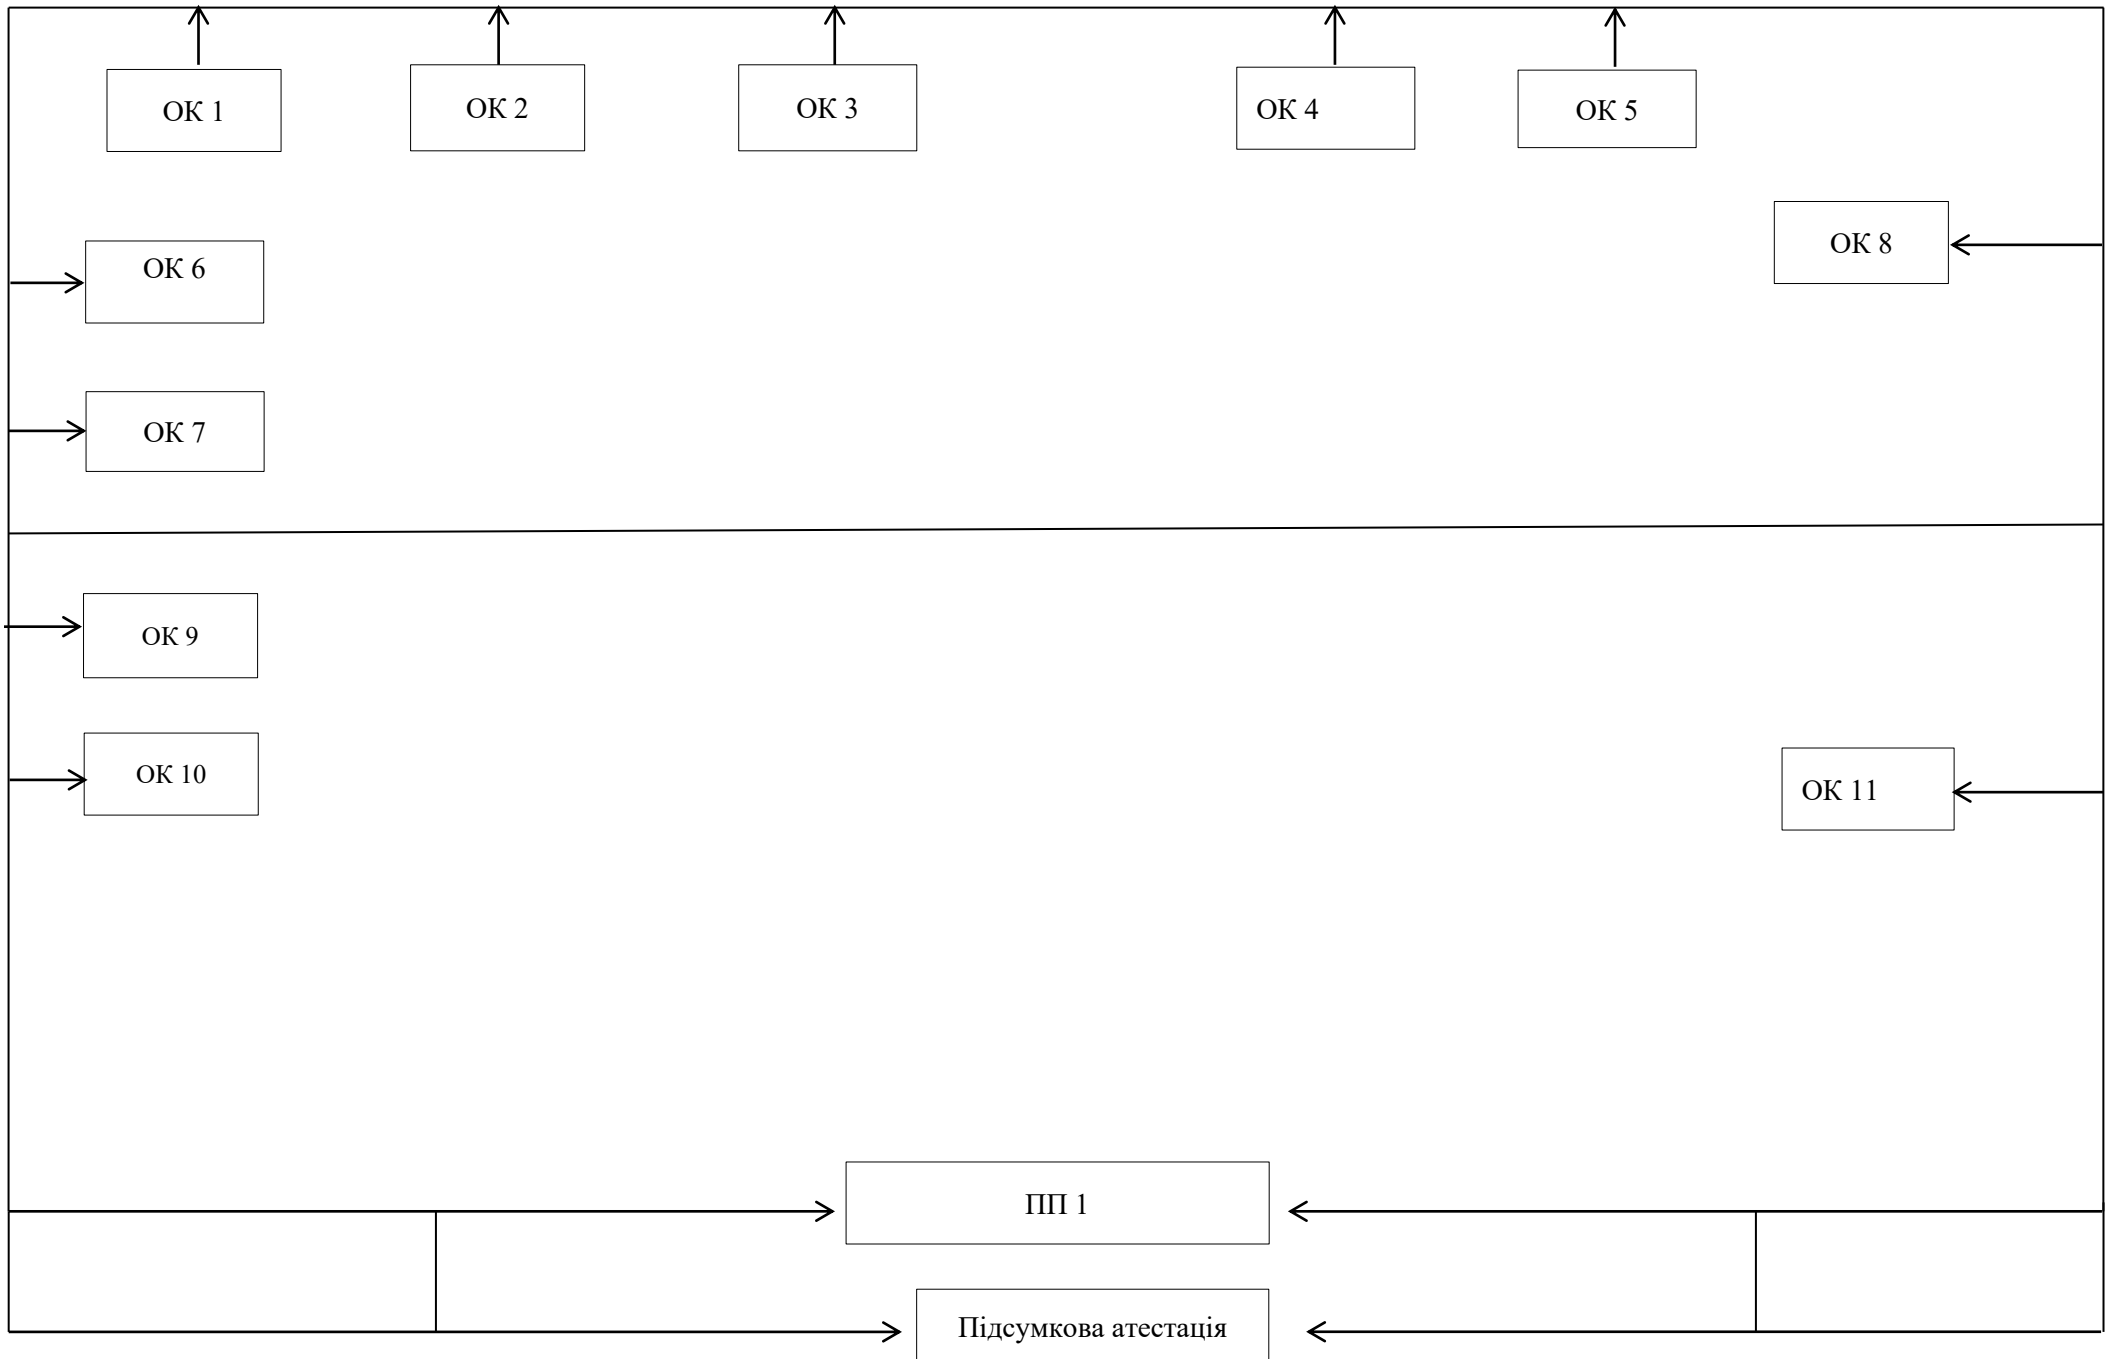 ОК 1
ОК 2
ОК 3
ОК 4
ОК 5
ОК 8
ОК 6
ОК 7
ОК 9
ОК 10
ОК 11
ПП 1
Підсумкова атестація